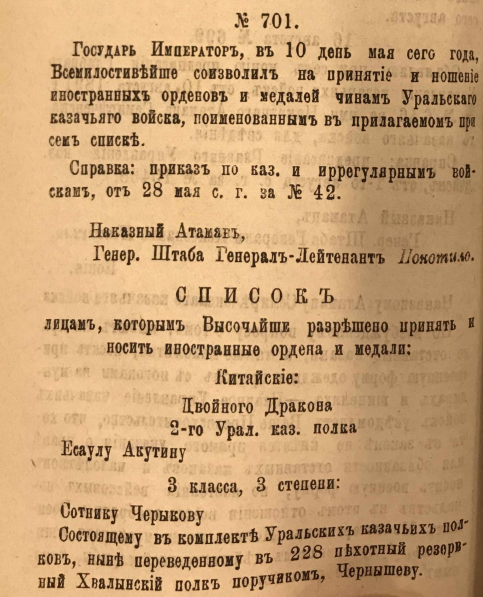 № 701.
Государь Императоръ, въ 10 день мая сего года,
Всемилостивѣйше соизволилъ на принятіе и ношеніе
иностранныхъ орденовъ и медалей чинамъ Уральскаго
казачьяго войска, поименованнымъ въ прилагаемомъ при
семъ спискѣ.
Справка: приказъ по каз. и иррегулярнымъ вой-
скамъ, отъ 28 мая с. г. за № 42.
Наказный Атаманъ,
Генер. Штаба Генералъ-Лейтенантъ Покотило.
СПИСОКЪ
лицамъ, которымъ Высочайше разрѣшено принять и
носить иностранные ордена и медали:
Китайскіе:
Двойного Дракона
2-го Урал. каз. полка
Есаулу Акутину
3 класса, 3 степени:
Сотнику Черыкову
Состоящему въ комплектѣ Уральскихъ казачьихъ пол-
ковъ, нынѣ переведенному въ 228 пѣхотный резерв-
ный Хвалынскій полкъ поручикомъ, Чернышеву.